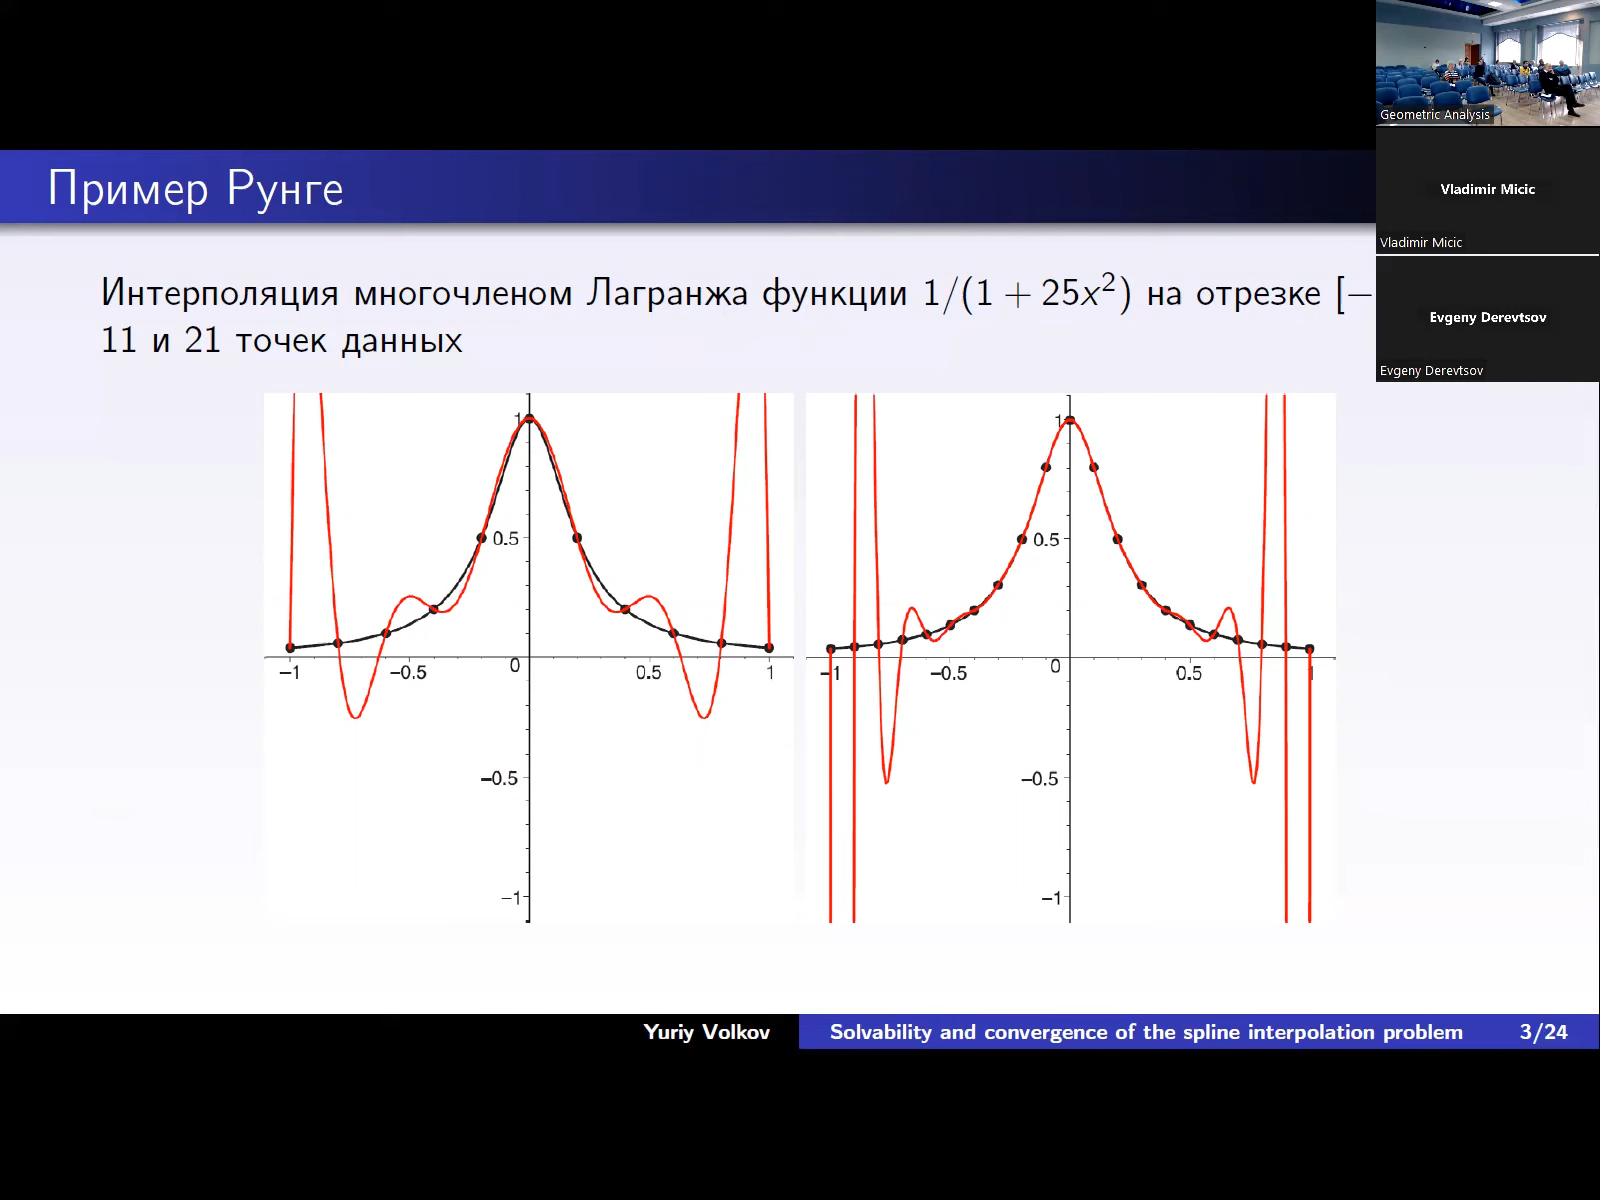 Geometric Analysis
Vladimir Micic
Vladimir Micic
Evgeny Derevtsov
Evgeny Derevtsov
Пример Рунге
Интерполяция многочленом Лагранжа функции 1/(1 + 25x²) на отрезке [−
11 и 21 точек данных
1
0.5
0
−1
−0.5
0.5
1
−0.5
−1
1
0.5
0
−1
−0.5
0.5
1
−0.5
−1
Yuriy Volkov
Solvability and convergence of the spline interpolation problem
3/24